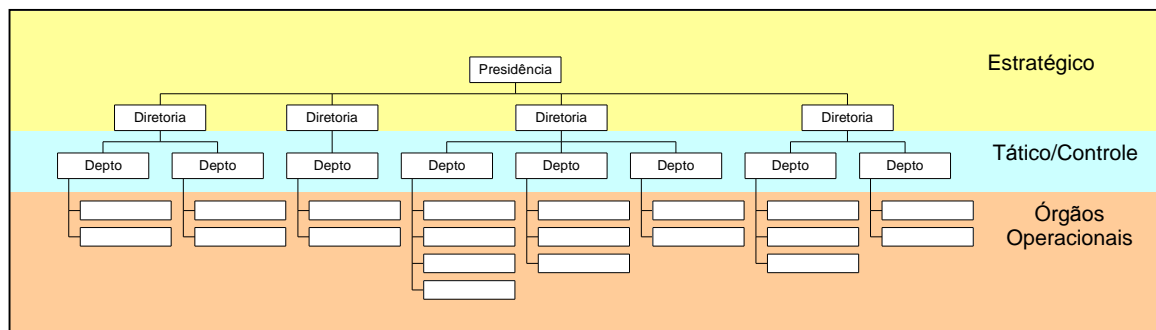 Estratégico
Presidência
Diretoria
Diretoria
Diretoria
Diretoria
Tático/Controle
Depto
Depto
Depto
Depto
Depto
Depto
Depto
Depto
Órgãos
Operacionais